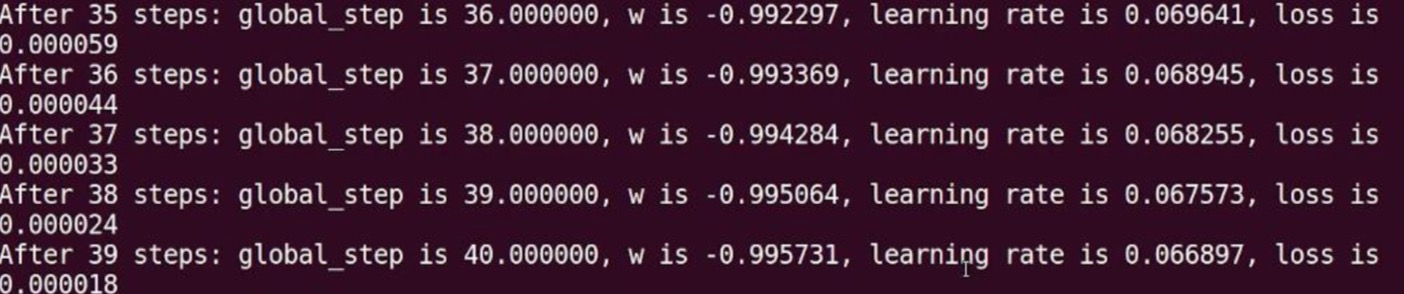 After 35 steps: global_step is 36.000000, w is -0.992297, learning rate is 0.069641, loss is
0.000059
After 36 steps: global_step is 37.000000, w is -0.993369, learning rate is 0.068945, loss is
0.000044
After 37 steps: global_step is 38.000000, w is -0.994284, learning rate is 0.068255, loss is
0.000033
After 38 steps: global_step is 39.000000, w is -0.995064, learning rate is 0.067573, loss is
0.000024
After 39 steps: global_step is 40.000000, w is -0.995731, learning rate is 0.066897, loss is
0.000018